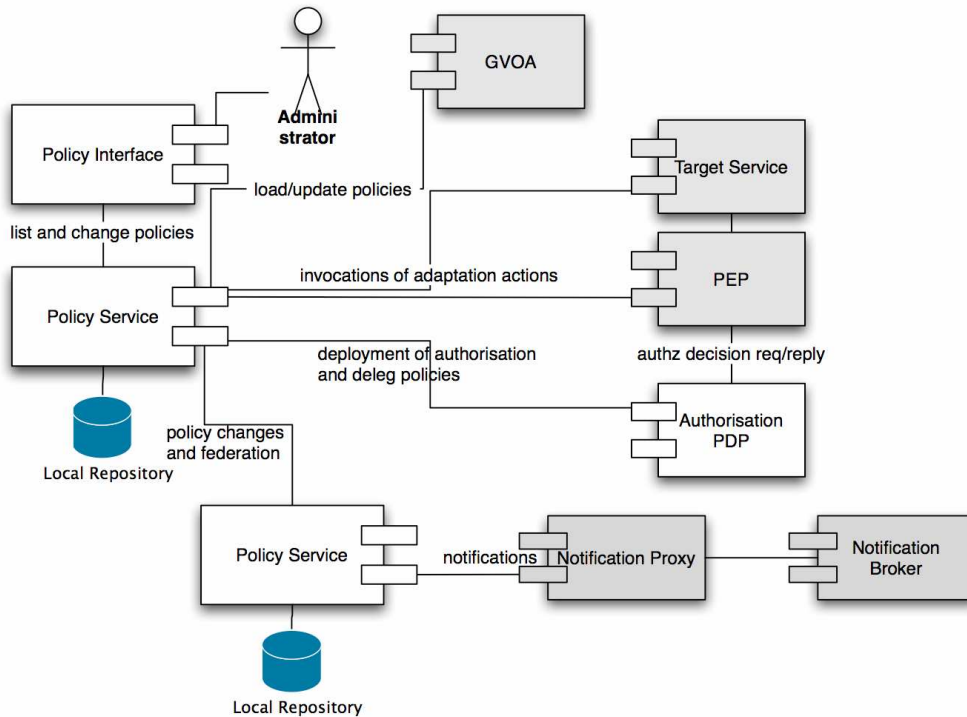 GVOA
Admini
strator
Policy Interface
Target Service
load/update policies
list and change policies
invocations of adaptation actions
PEP
Policy Service
deployment of authorisation
and deleg policies
authz decision req/reply
Authorisation
PDP
policy changes
and federation
Local Repository
Policy Service
notifications
Notification Proxy
Notification
Broker
Local Repository